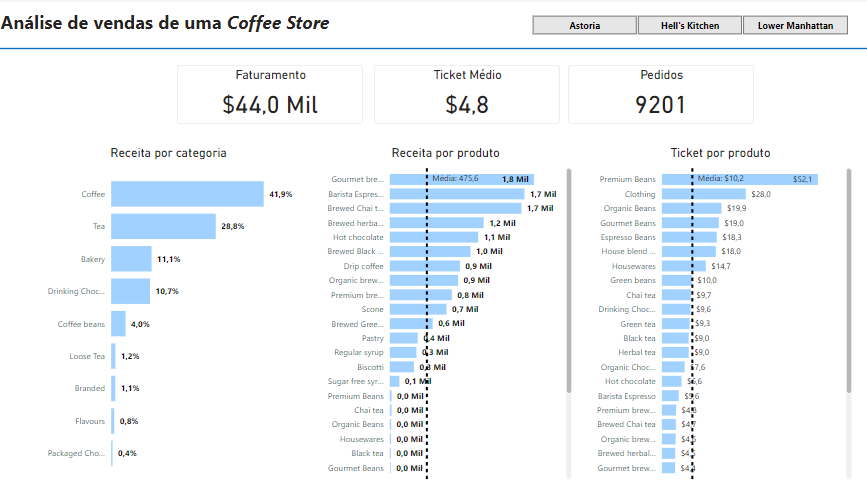 Análise de vendas de uma Coffee Store
Astoria
Hell's Kitchen
Lower Manhattan
Faturamento
$44,0 Mil
Ticket Médio
$4,8
Pedidos
9201
Receita por categoria
Coffee 41,9%
Tea 28,8%
Bakery 11,1%
Drinking Choc... 10,7%
Coffee beans 4,0%
Loose Tea 1,2%
Branded 1,1%
Flavours 0,8%
Packaged Cho... 0,4%
Receita por produto
Média: 475,6
Gourmet bre... 1,8 Mil
Barista Espres... 1,7 Mil
Brewed Chai t... 1,7 Mil
Brewed herba... 1,2 Mil
Hot chocolate 1,1 Mil
Brewed Black ... 1,0 Mil
Drip coffee 0,9 Mil
Organic brew... 0,9 Mil
Premium bre... 0,8 Mil
Scone 0,7 Mil
Brewed Gree... 0,6 Mil
Pastry 0,4 Mil
Regular syrup 0,3 Mil
Biscotti 0,3 Mil
Sugar free syr... 0,1 Mil
Premium Beans 0,0 Mil
Chai tea 0,0 Mil
Organic Beans 0,0 Mil
Housewares 0,0 Mil
Black tea 0,0 Mil
Gourmet Beans 0,0 Mil
Ticket por produto
Média: $10,2
Premium Beans $52,1
Clothing $28,0
Organic Beans $19,9
Gourmet Beans $19,0
Espresso Beans $18,3
House blend ... $18,0
Housewares $14,7
Green beans $10,0
Chai tea $9,7
Drinking Choc... $9,6
Green tea $9,3
Black tea $9,0
Herbal tea $9,0
Organic Choc... $7,6
Hot chocolate $6,6
Barista Espresso $5,6
Premium brew...
Brewed Chai tea
Organic brew...
Brewed herbal...
Gourmet brew...